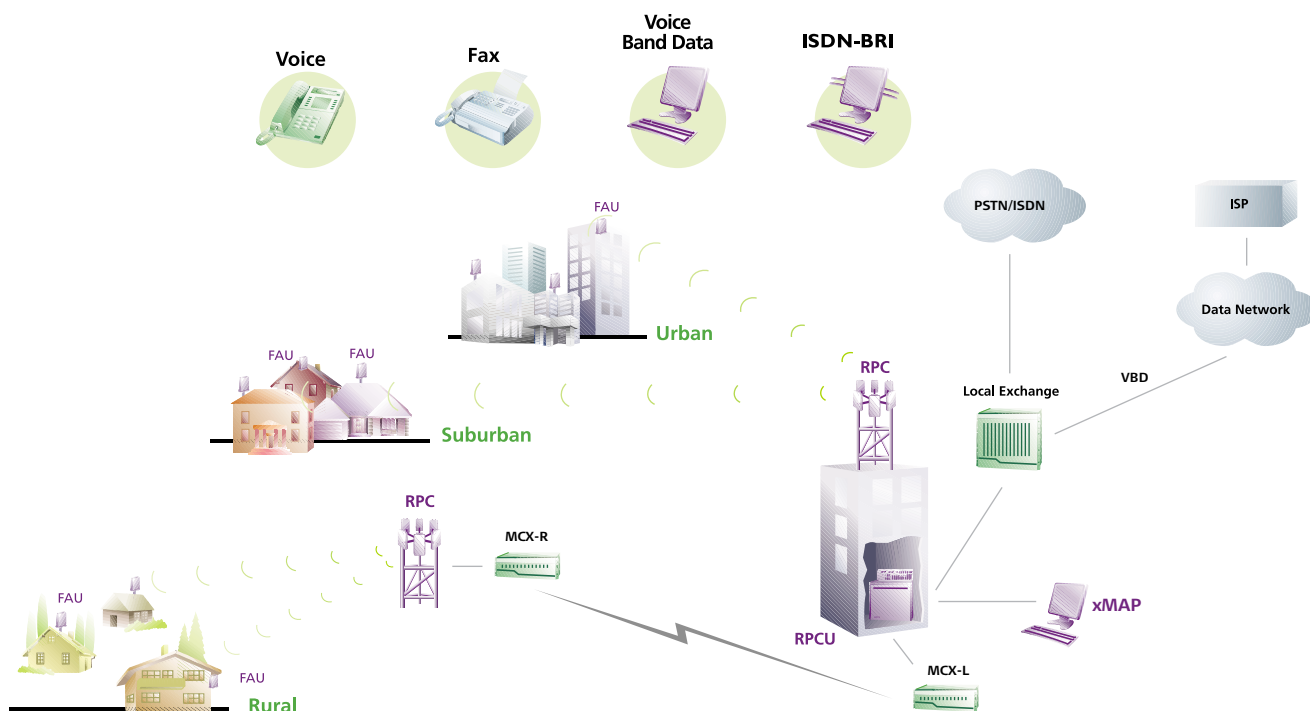 Voice
Fax
Voice
Band Data
ISDN-BRI
PSTN/ISDN
ISP
FAU
Data Network
Urban
FAU
FAU
RPC
VBD
Local Exchange
Suburban
RPC
MCX-R
FAU
xMAP
RPCU
MCX-L
FAU
Rural